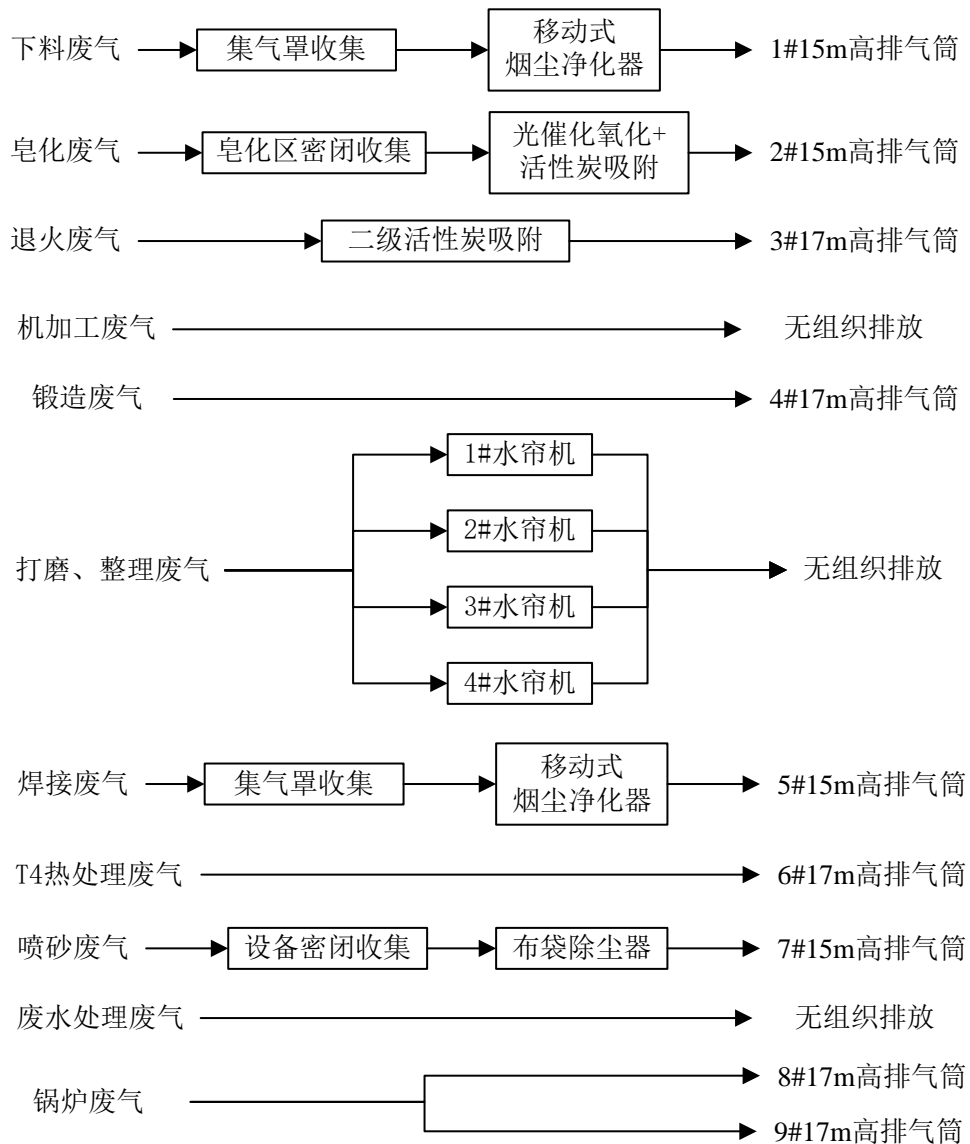 下料废气
集气罩收集
移动式
烟尘净化器
1#15m高排气筒
皂化废气
皂化区密闭收集
光催化氧化+
活性炭吸附
2#15m高排气筒
退火废气
二级活性炭吸附
3#17m高排气筒
机加工废气
无组织排放
锻造废气
4#17m高排气筒
打磨、整理废气
1#水帘机
2#水帘机
3#水帘机
4#水帘机
无组织排放
焊接废气
集气罩收集
移动式
烟尘净化器
5#15m高排气筒
T4热处理废气
6#17m高排气筒
喷砂废气
设备密闭收集
布袋除尘器
7#15m高排气筒
废水处理废气
无组织排放
锅炉废气
8#17m高排气筒
9#17m高排气筒